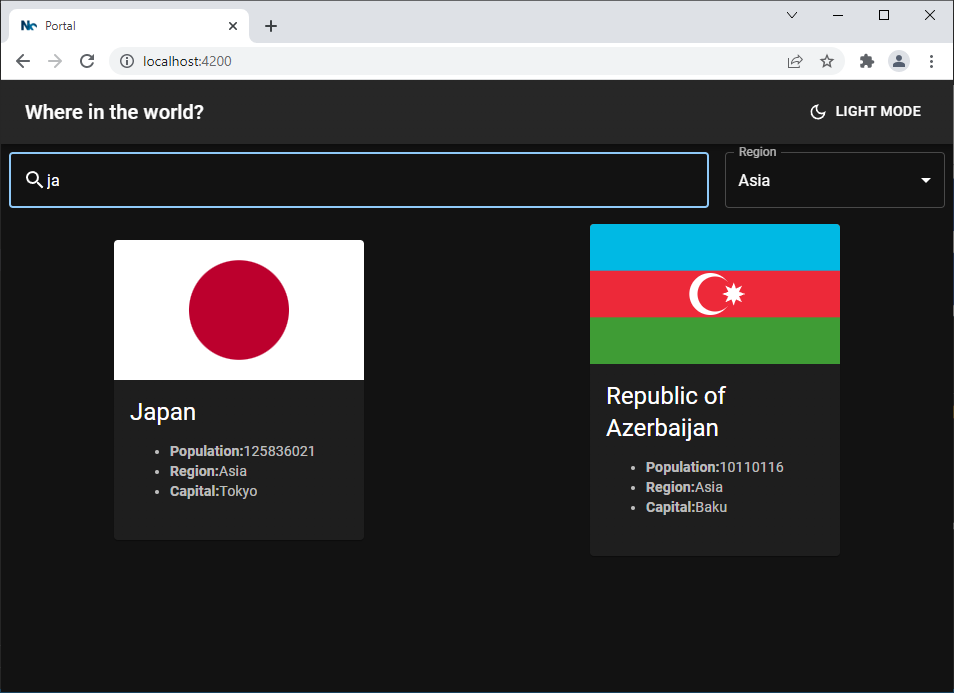 Portal
localhost:4200
Where in the world?
LIGHT MODE
ja
Region
Asia
Japan
Population:125836021
Region:Asia
Capital:Tokyo
Republic of
Azerbaijan
Population:10110116
Region:Asia
Capital:Baku